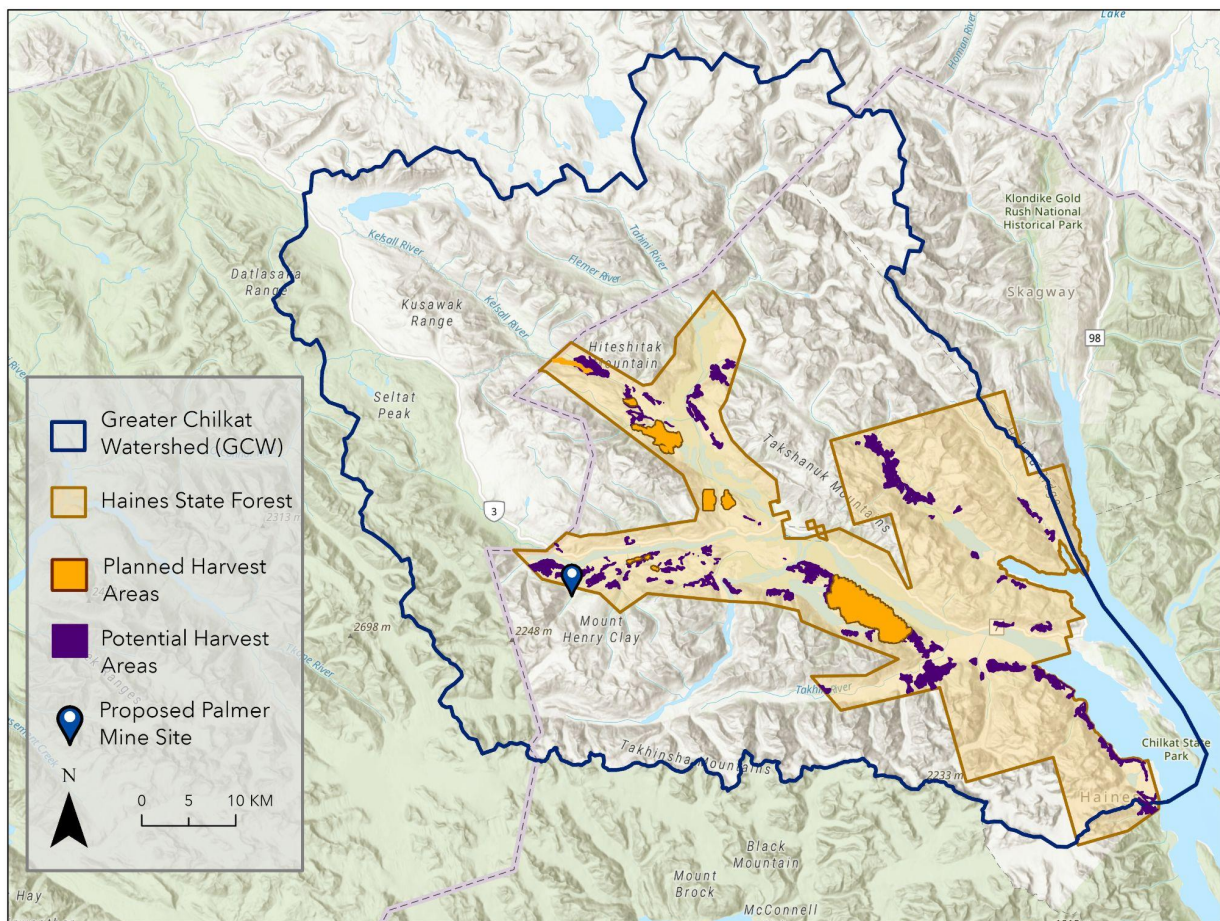 Lake
Homan River
Klondike Gold
Rush National
Historical Park
Kelsall River
Tahini River
Flemer River
Datlasaka
Range
Kusawak
Range
Kelsall River
Skagway
98
Hiteshitak
Mountain
Seltat
Peak
Takshanuk Mountains
3
Greater Chilkat
Watershed (GCW)
Haines State Forest
2313 m
Planned Harvest
Areas
Potential Harvest
Areas
Proposed Palmer
Mine Site
N
0 5 10 KM
2698 m
2248 m
Mount
Henry Clay
7
Takhin River
Takhinsha Mountains
2233 m
Chilkat State
Park
Haines
Black
Mountain
Mount
Brock
McConnell
Hay